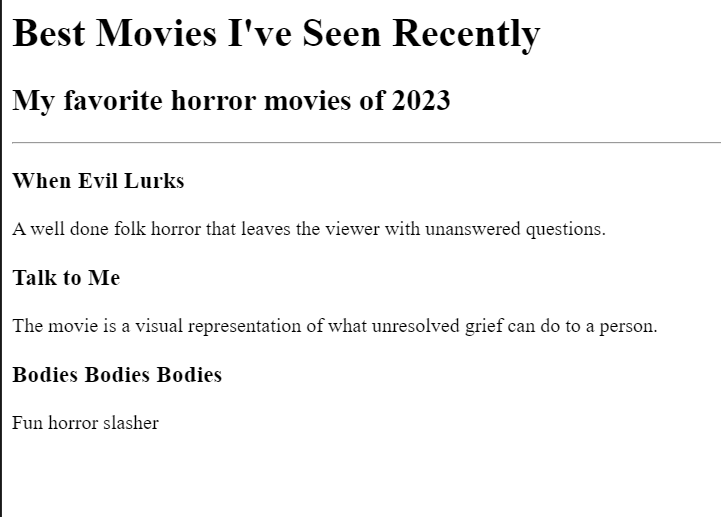 Best Movies I've Seen Recently
My favorite horror movies of 2023
When Evil Lurks
A well done folk horror that leaves the viewer with unanswered questions.
Talk to Me
The movie is a visual representation of what unresolved grief can do to a person.
Bodies Bodies Bodies
Fun horror slasher